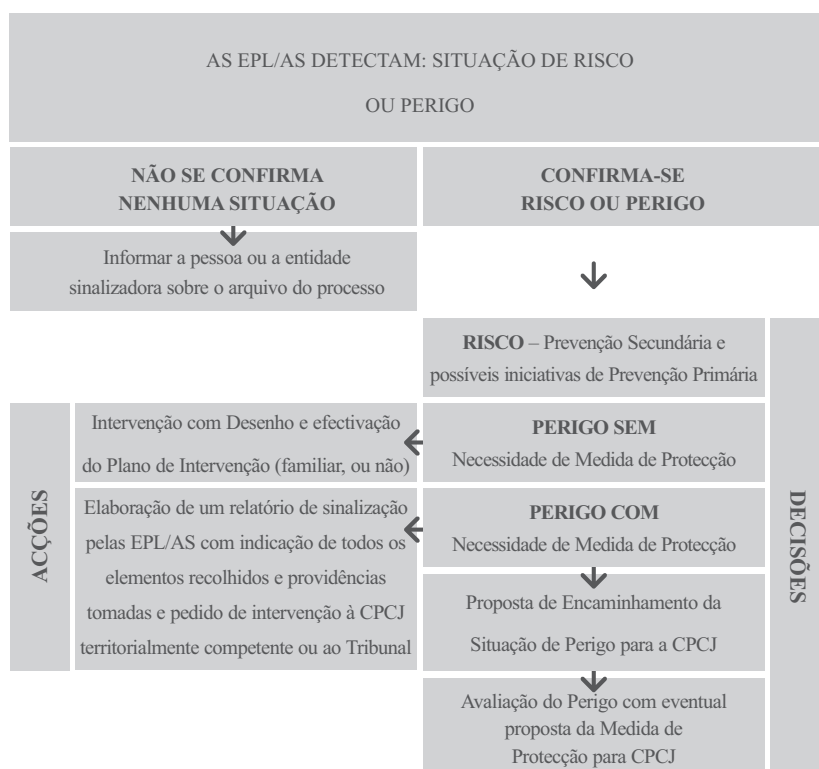 AS EPL/AS DETECTAM: SITUAÇÃO DE RISCO
OU PERIGO
NÃO SE CONFIRMA
NENHUMA SITUAÇÃO
CONFIRMA-SE
RISCO OU PERIGO
Informar a pessoa ou a entidade
sinalizadora sobre o arquivo do processo
RISCO – Prevenção Secundária e
possíveis iniciativas de Prevenção Primária
DECISÕES
ACÇÕES
Intervenção com Desenho e efectivação
do Plano de Intervenção (familiar, ou não)
PERIGO SEM
Necessidade de Medida de Protecção
Elaboração de um relatório de sinalização
pelas EPL/AS com indicação de todos os
elementos recolhidos e providências
tomadas e pedido de intervenção à CPCJ
territorialmente competente ou ao Tribunal
PERIGO COM
Necessidade de Medida de Protecção
Proposta de Encaminhamento da
Situação de Perigo para a CPCJ
Avaliação do Perigo com eventual
proposta da Medida de
Protecção para CPCJ